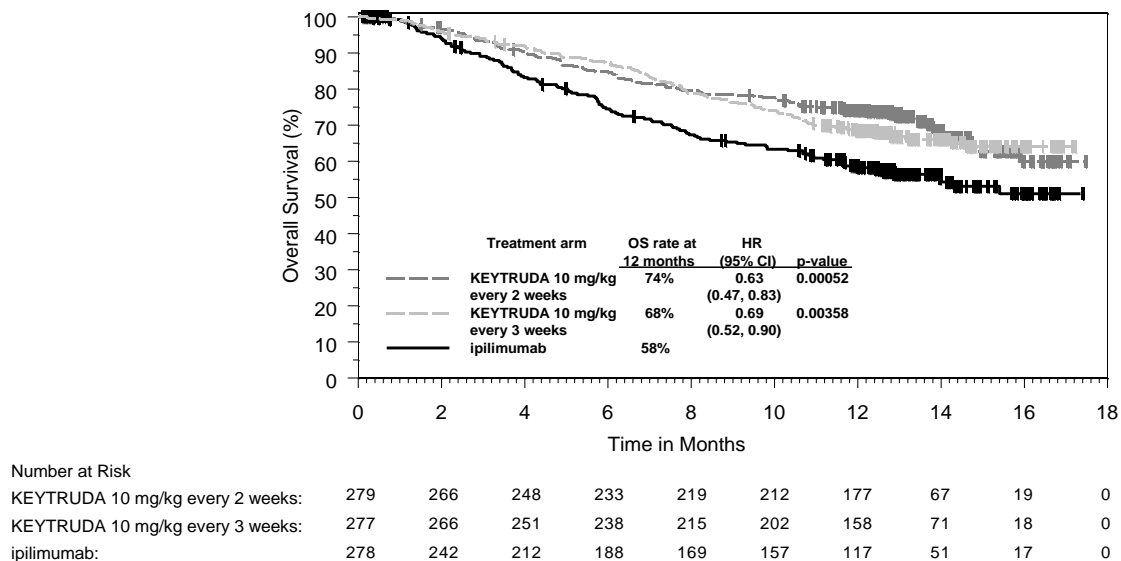 100
90
80
70
60
50
40
30
20
10
0
Overall Survival (%)
Treatment arm OS rate at HR
12 months (95% CI) p-value
KEYTRUDA 10 mg/kg 74% 0.63 0.00052
every 2 weeks (0.47, 0.83)
KEYTRUDA 10 mg/kg 68% 0.69 0.00358
every 3 weeks (0.52, 0.90)
ipilimumab 58%
0 2 4 6 8 10 12 14 16 18
Time in Months
Number at Risk
KEYTRUDA 10 mg/kg every 2 weeks: 279 266 248 233 219 212 177 67 19 0
KEYTRUDA 10 mg/kg every 3 weeks: 277 266 251 238 215 202 158 71 18 0
ipilimumab: 278 242 212 188 169 157 117 51 17 0